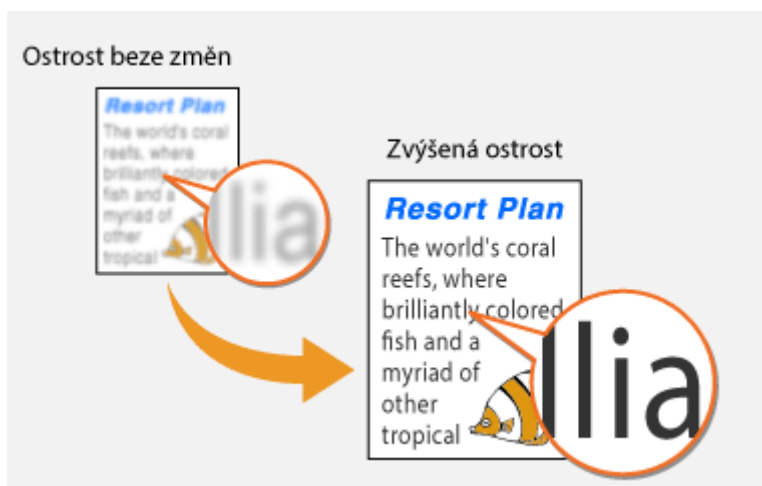 Ostrost beze změn
Resort Plan
The world's coral
reefs, where
brilliantly colored
fish and a
myriad of
other
tropical
llia
Zvýšená ostrost
Resort Plan
The world's coral
reefs, where
brilliantly colored
fish and a
myriad of
other
tropical
llia